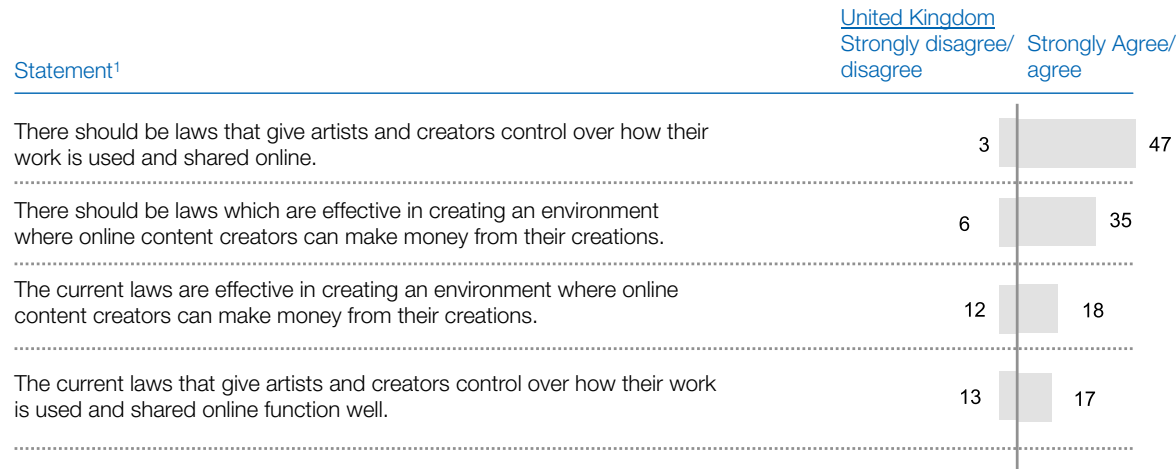 United Kingdom
Strongly disagree/ Strongly Agree/
disagree agree
Statement¹
There should be laws that give artists and creators control over how their
work is used and shared online.
3 47
There should be laws which are effective in creating an environment
where online content creators can make money from their creations.
6 35
The current laws are effective in creating an environment where online
content creators can make money from their creations.
12 18
The current laws that give artists and creators control over how their work
is used and shared online function well.
13 17